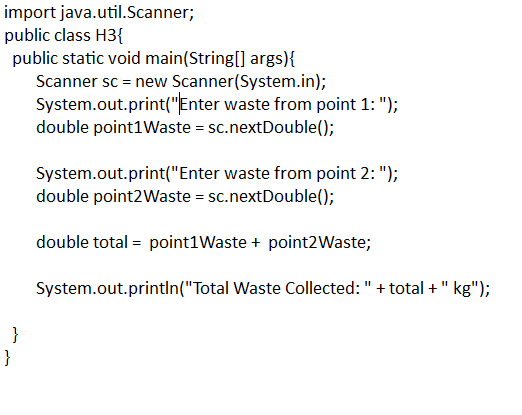 import java.util.Scanner;
public class H3{
public static void main(String[] args){
Scanner sc = new Scanner(System.in);
System.out.print("Enter waste from point 1: ");
double point1Waste = sc.nextDouble();
System.out.print("Enter waste from point 2: ");
double point2Waste = sc.nextDouble();
double total =  point1Waste +  point2Waste;
System.out.println("Total Waste Collected: " + total + " kg");
}
}